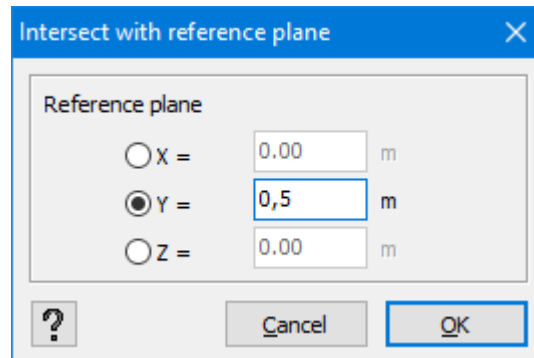 Intersect with reference plane
Reference plane
X = 0.00 m
Y = 0,5 m
Z = 0.00 m
? Cancel OK